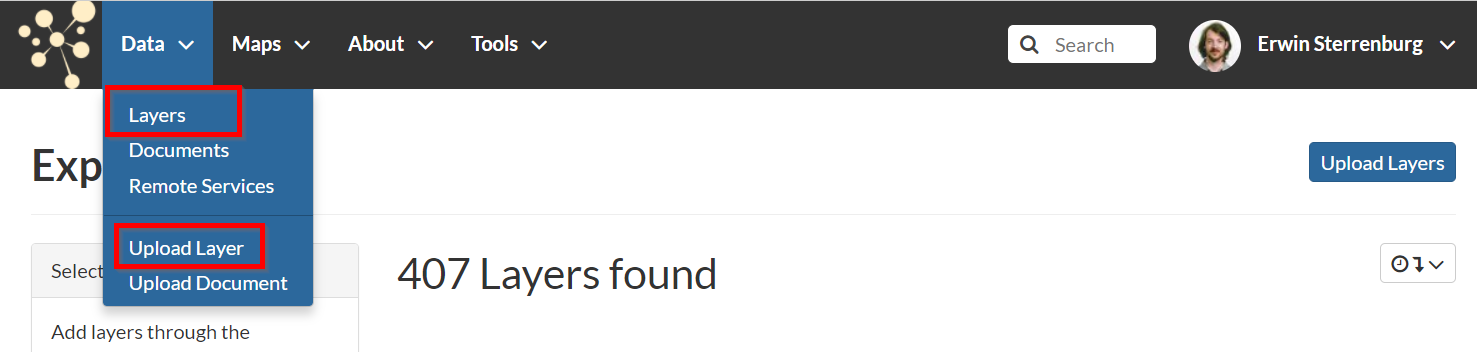 Data Maps About Tools Search Erwin Sterrenburg
Layers
Documents
Remote Services
Upload Layer
Upload Document
Exp
Upload Layers
Select
407 Layers found
Add layers through the